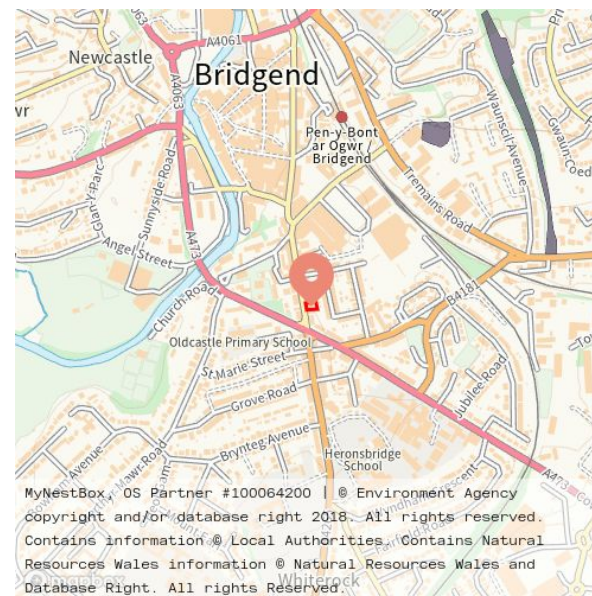 A4061
Newcastle
A4063
Bridgend
Pen-y-Bont
ar Ogwr /
Bridgend
Waunscil Avenue
Tremains Road
Sunnyside Road
Glan-Y-Parc
Angel Street
A473
Church Road
B4181
Oldcastle Primary School
St Marie Street
Grove Road
Jubilee Road
Brynteg Avenue
Heronsbridge
School
A473
MyNestBox, OS Partner #100064200 | © Environment Agency
copyright and/or database right 2018. All rights reserved.
Contains information © Local Authorities. Contains Natural
Resources Wales information © Natural Resources Wales and
Database Right. All rights Reserved.
mapbox
Whiterock